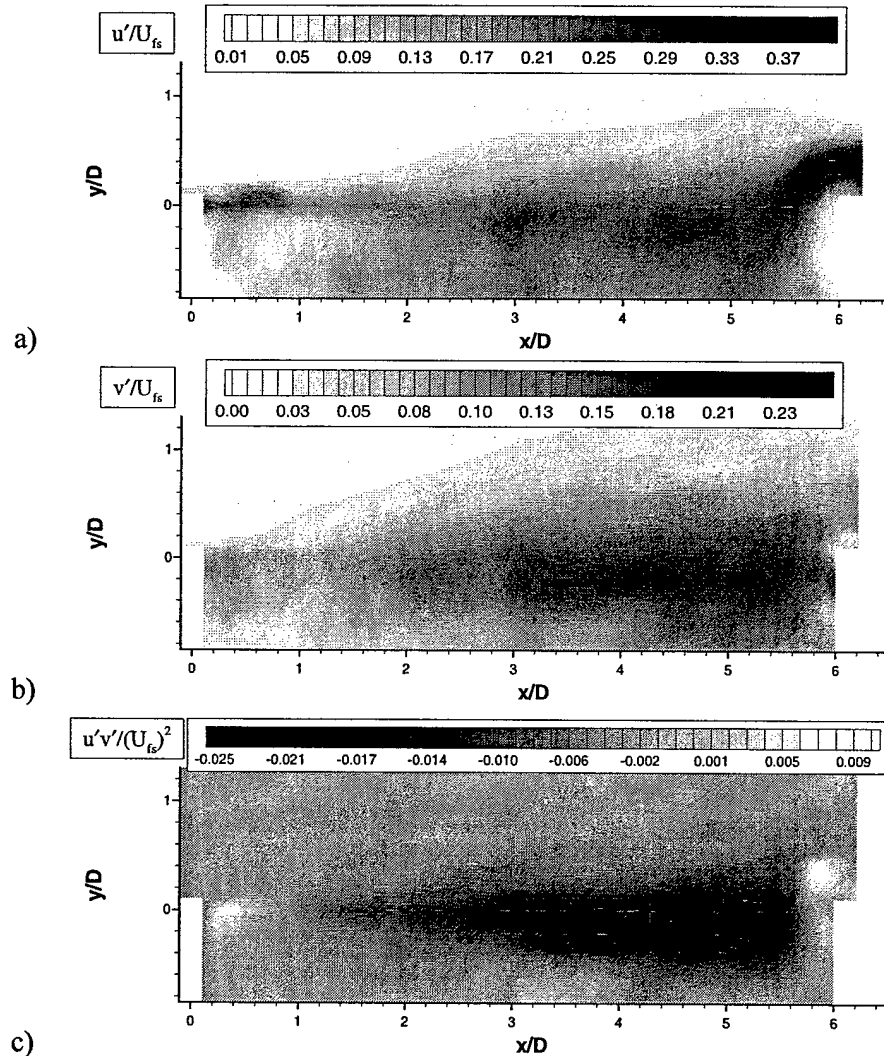 u′/U_fs
0.01 0.05 0.09 0.13 0.17 0.21 0.25 0.29 0.33 0.37
1
y/D
0
0 1 2 3 4 5 6
x/D
a)
v′/U_fs
0.00 0.03 0.05 0.08 0.10 0.13 0.15 0.18 0.21 0.23
1
y/D
0
0 1 2 3 4 5 6
x/D
b)
u′v′/(U_fs)²
-0.025 -0.021 -0.017 -0.014 -0.010 -0.006 -0.002 0.001 0.005 0.009
1
y/D
0
0 1 2 3 4 5 6
x/D
c)